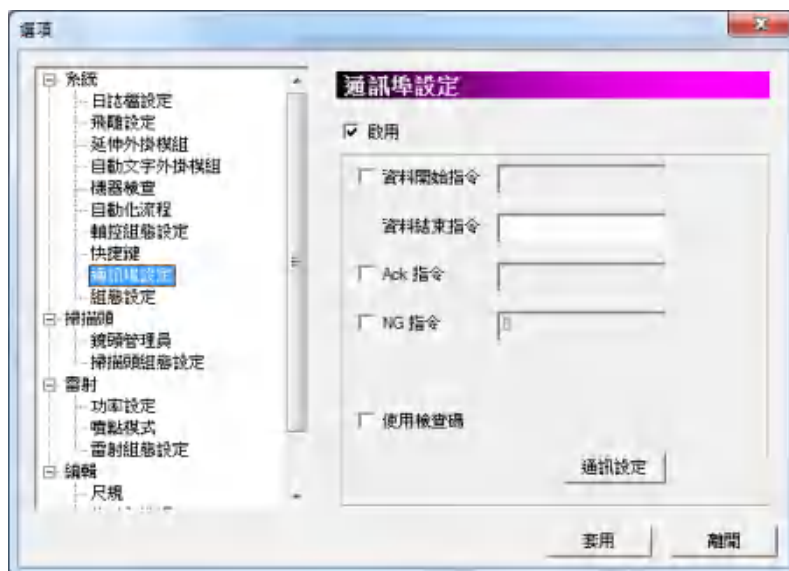 選項
系統
日誌檔設定
飛雕設定
延伸外掛模組
自動文字外掛模組
機器檢查
自動化流程
軸控組態設定
快捷鍵
通訊埠設定
組態設定
掃描頭
鏡頭管理員
掃描頭組態設定
雷射
功率設定
噴點模式
雷射組態設定
編輯
尺規
通訊埠設定
啟用
資料開始指令
資料結束指令
Ack 指令
NG 指令
使用檢查碼
通訊設定
套用
離開